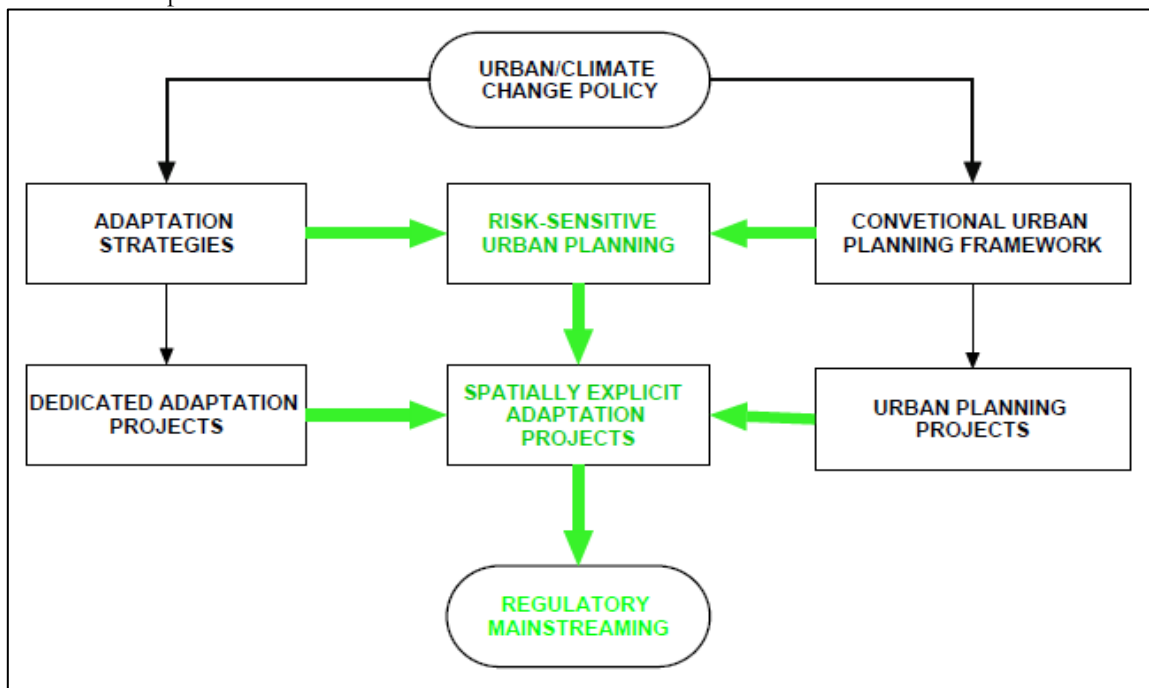 URBAN/CLIMATE
CHANGE POLICY
ADAPTATION
STRATEGIES
RISK-SENSITIVE
URBAN PLANNING
CONVETIONAL URBAN
PLANNING FRAMEWORK
DEDICATED ADAPTATION
PROJECTS
SPATIALLY EXPLICIT
ADAPTATION
PROJECTS
URBAN PLANNING
PROJECTS
REGULATORY
MAINSTREAMING